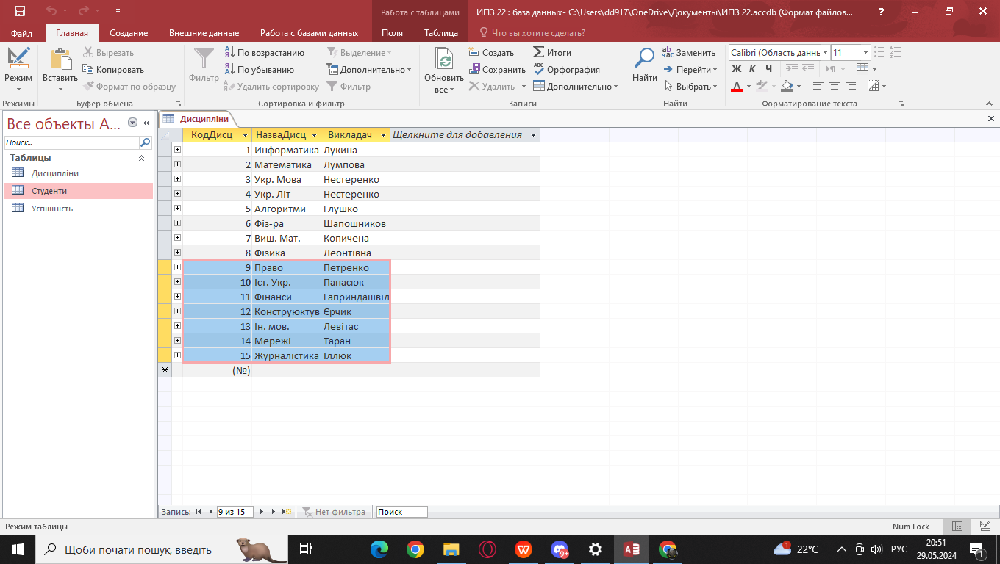 Работа с таблицами
ИПЗ 22 : база данных- C:\Users\dd917\OneDrive\Документы\ИПЗ 22.accdb (Формат файлов...
?
Файл Главная Создание Внешние данные Работа с базами данных Поля Таблица Что вы хотите сделать?
Режим
Режимы
Вставить
Вырезать
Копировать
Формат по образцу
Буфер обмена
Фильтр
По возрастанию
По убыванию
Удалить сортировку
Выделение
Дополнительно
Фильтр
Сортировка и фильтр
Обновить
все
Создать
Сохранить
Удалить
Итоги
Орфография
Дополнительно
Записи
Найти
Заменить
Перейти
Выбрать
Найти
Calibri (Область даннь 11
Ж К Ч
Форматирование текста
Все объекты A...
Поиск...
Таблицы
Дисципліни
Студенти
Успішність
Дисципліни
КодДисц НазваДисц Викладач Щелкните для добавления
1 Информатика Лукина
2 Математика Лумпова
3 Укр. Мова Нестеренко
4 Укр. Літ Нестеренко
5 Алгоритми Глушко
6 Фіз-ра Шапошников
7 Виш. Мат. Копичена
8 Фізика Леонтівна
9 Право Петренко
10 Іст. Укр. Панасюк
11 Фінанси Гаприндашвіл
12 Конструюктув Єрчик
13 Ін. мов. Левітас
14 Мережі Таран
15 Журналістика Іллюк
(№)
Запись: 9 из 15 Нет фильтра Поиск
Режим таблицы
Num Lock
Щоби почати пошук, введіть
9+
1
22°C
РУС
20:51
29.05.2024
1